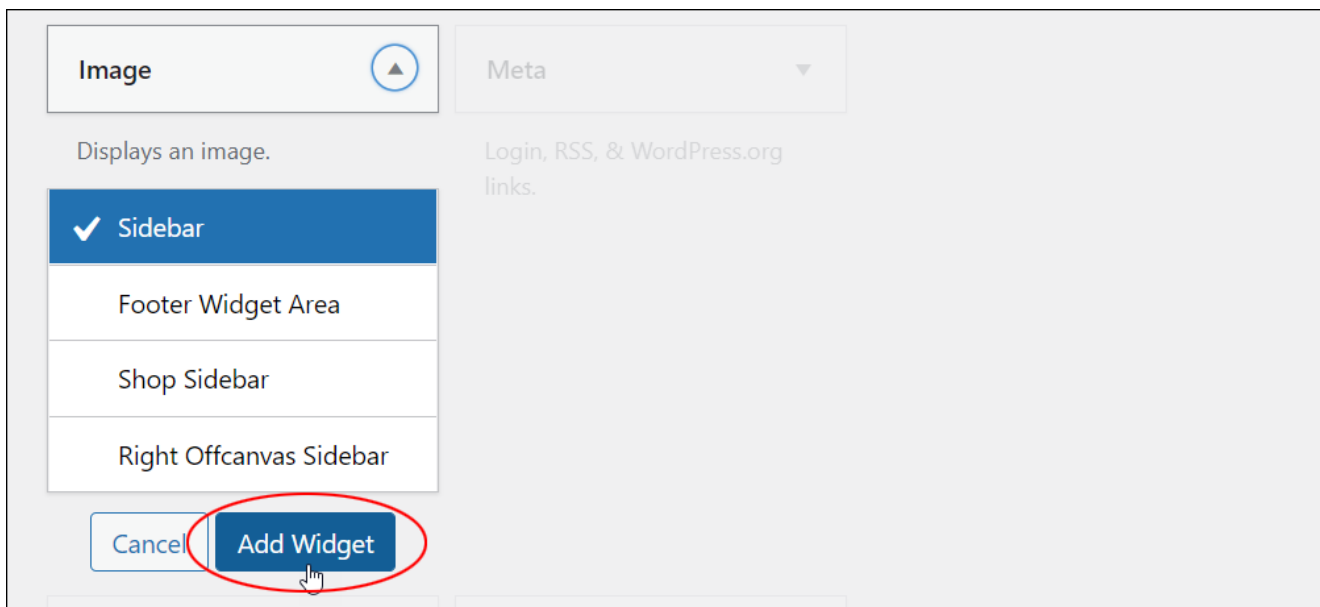 Image
Meta
Displays an image.
Login, RSS, & WordPress.org
links.
Sidebar
Footer Widget Area
Shop Sidebar
Right Offcanvas Sidebar
Cancel
Add Widget